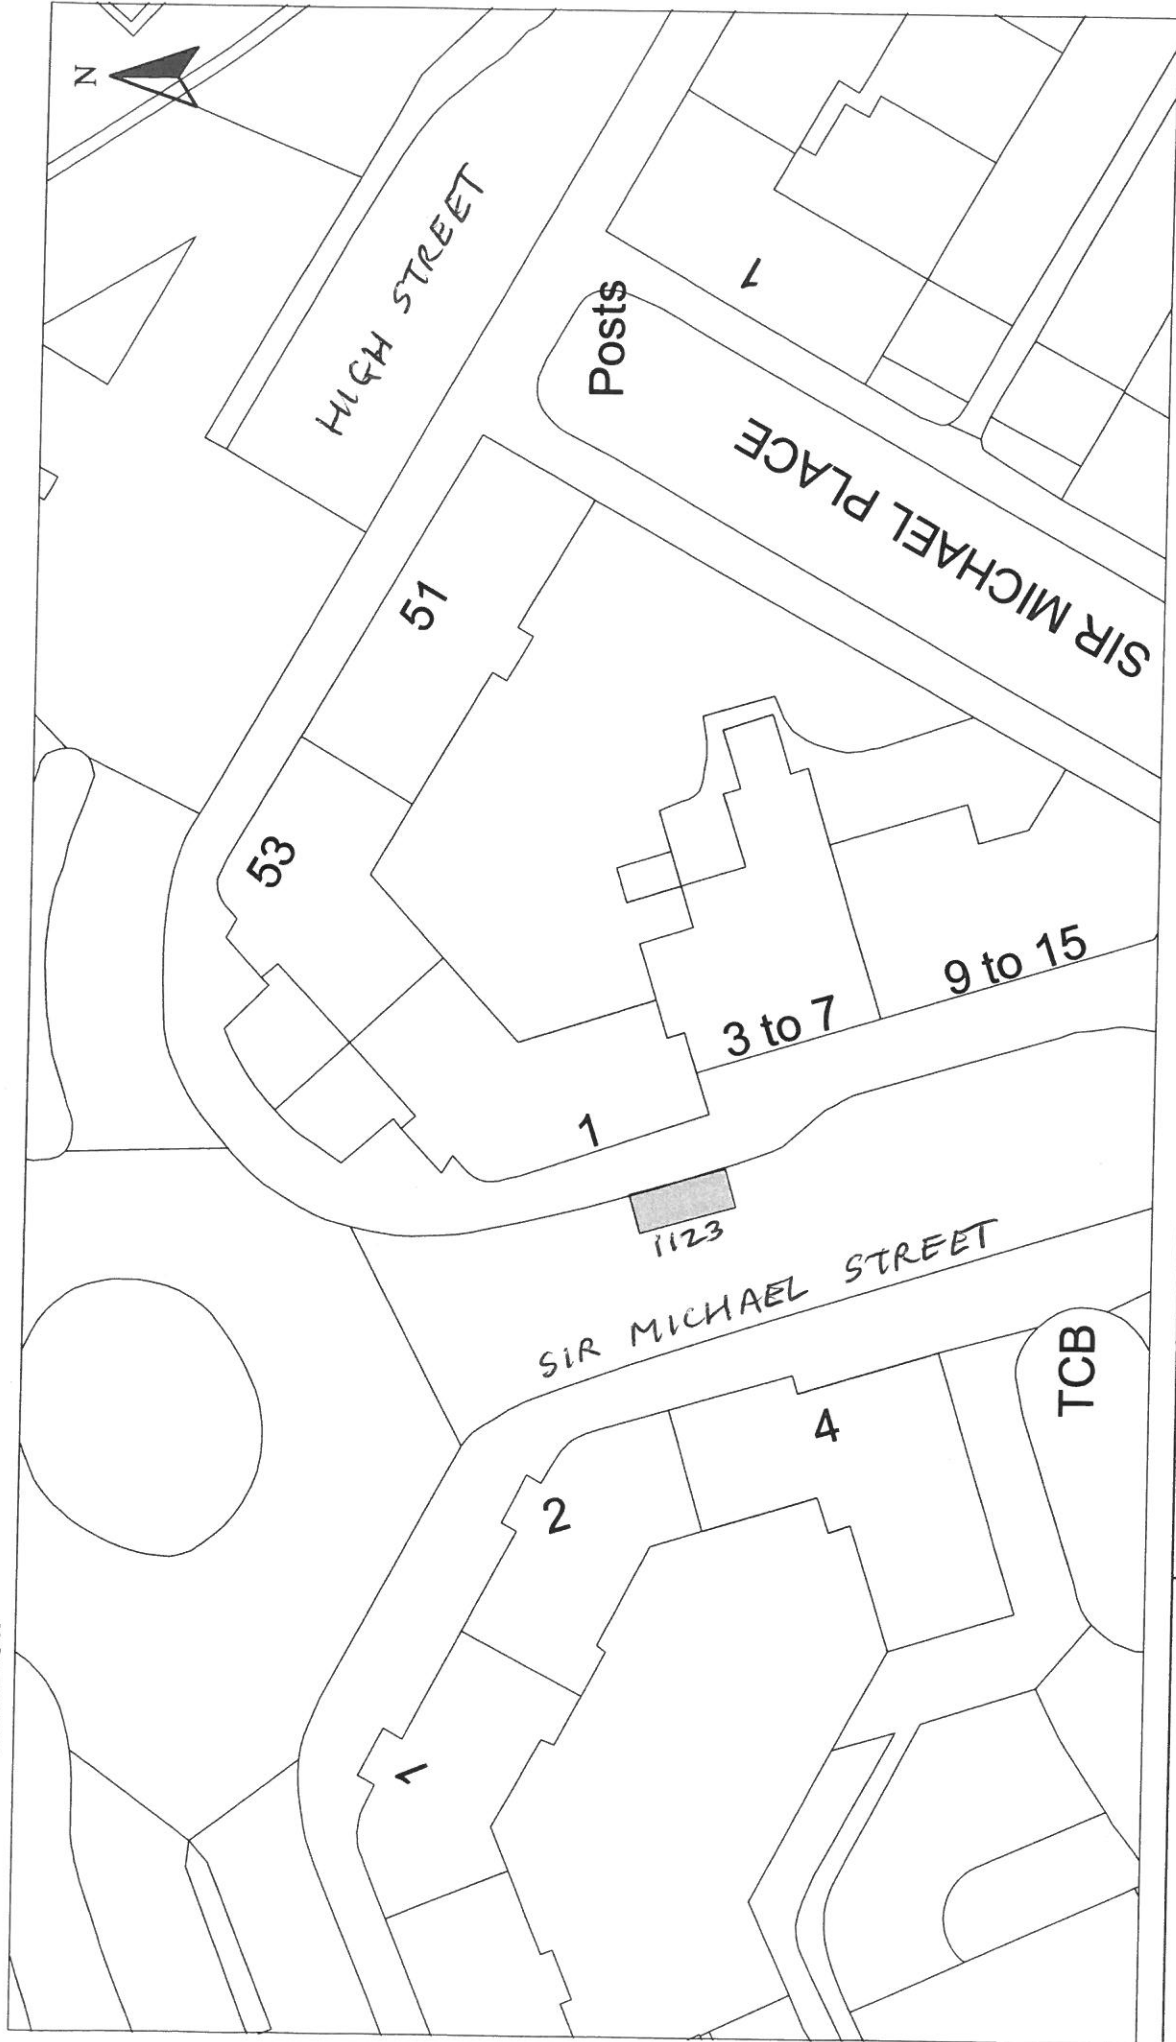 N
HIGH STREET
Posts
1
SIR MICHAEL PLACE
51
53
9 to 15
3 to 7
1
1123
SIR MICHAEL STREET
TCB
4
2
1